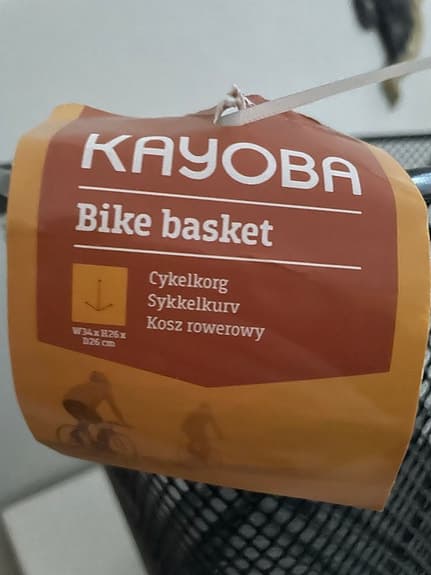 KAYOBA
Bike basket
Cykelkorg
Sykkelkurv
Kosz rowerowy
W34 x H26 x
D26 cm